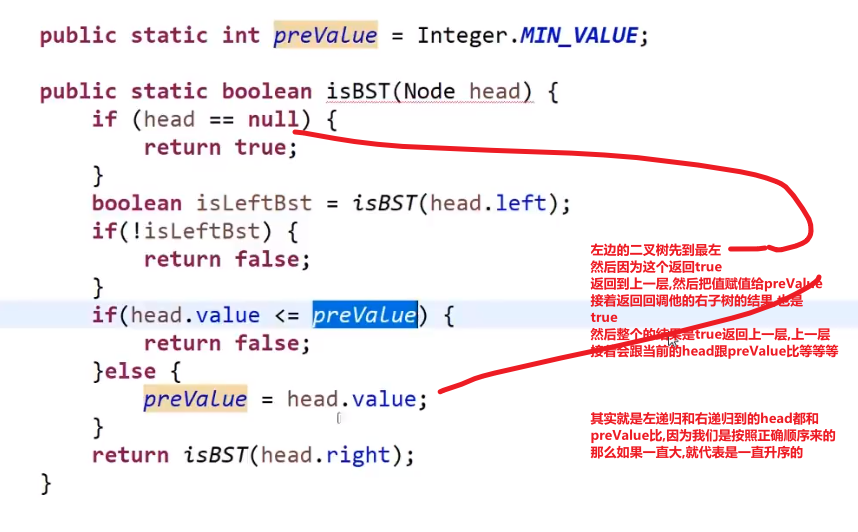 public static int preValue = Integer.MIN_VALUE;
public static boolean isBST(Node head) {
if (head == null) {
return true;
}
boolean isLeftBst = isBST(head.left);
if(!isLeftBst) {
return false;
}
if(head.value <= preValue) {
return false;
}else {
preValue = head.value;
}
return isBST(head.right);
}
左边的二叉树先到最左
然后因为这个返回true
返回到上一层,然后把值赋值给preValue
接着返回回调他的右子树的结果,也是
true
然后整个的结果是true返回上一层,上一层
接着会跟当前的head跟preValue比等等等
其实就是左递归和右递归到的head都和
preValue比,因为我们是按照正确顺序来的
那么如果一直大,就代表是一直升序的